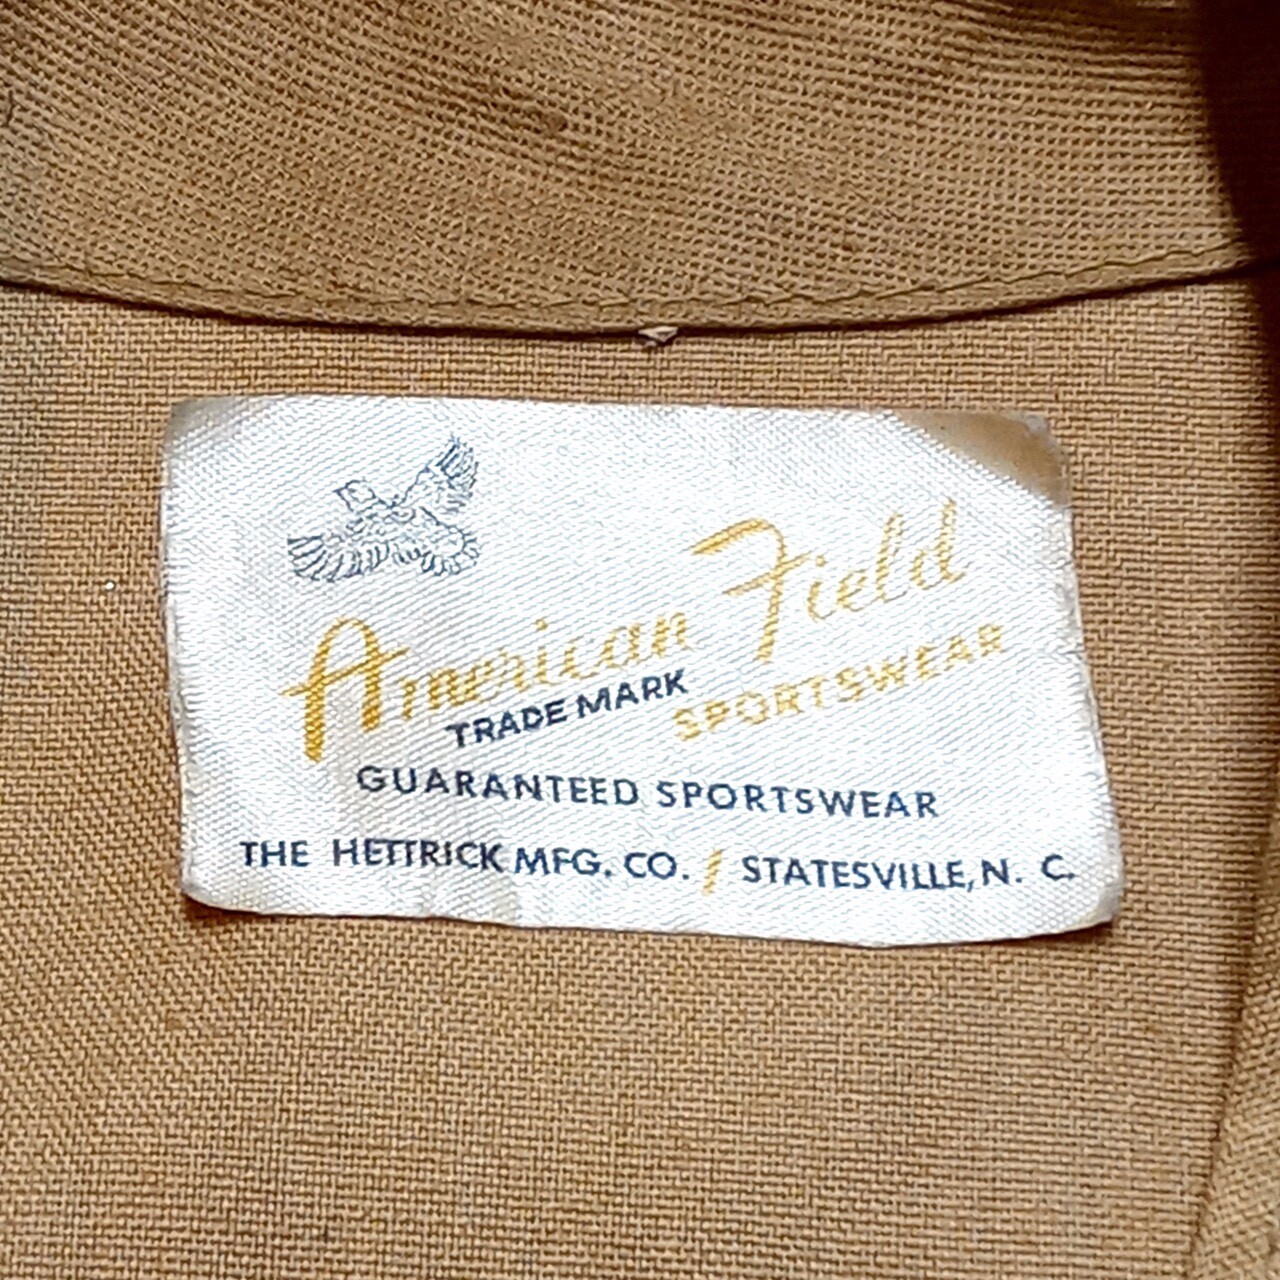 American Field
TRADE MARK SPORTSWEAR
GUARANTEED SPORTSWEAR
THE HETTRICK MFG. CO. / STATESVILLE, N. C.